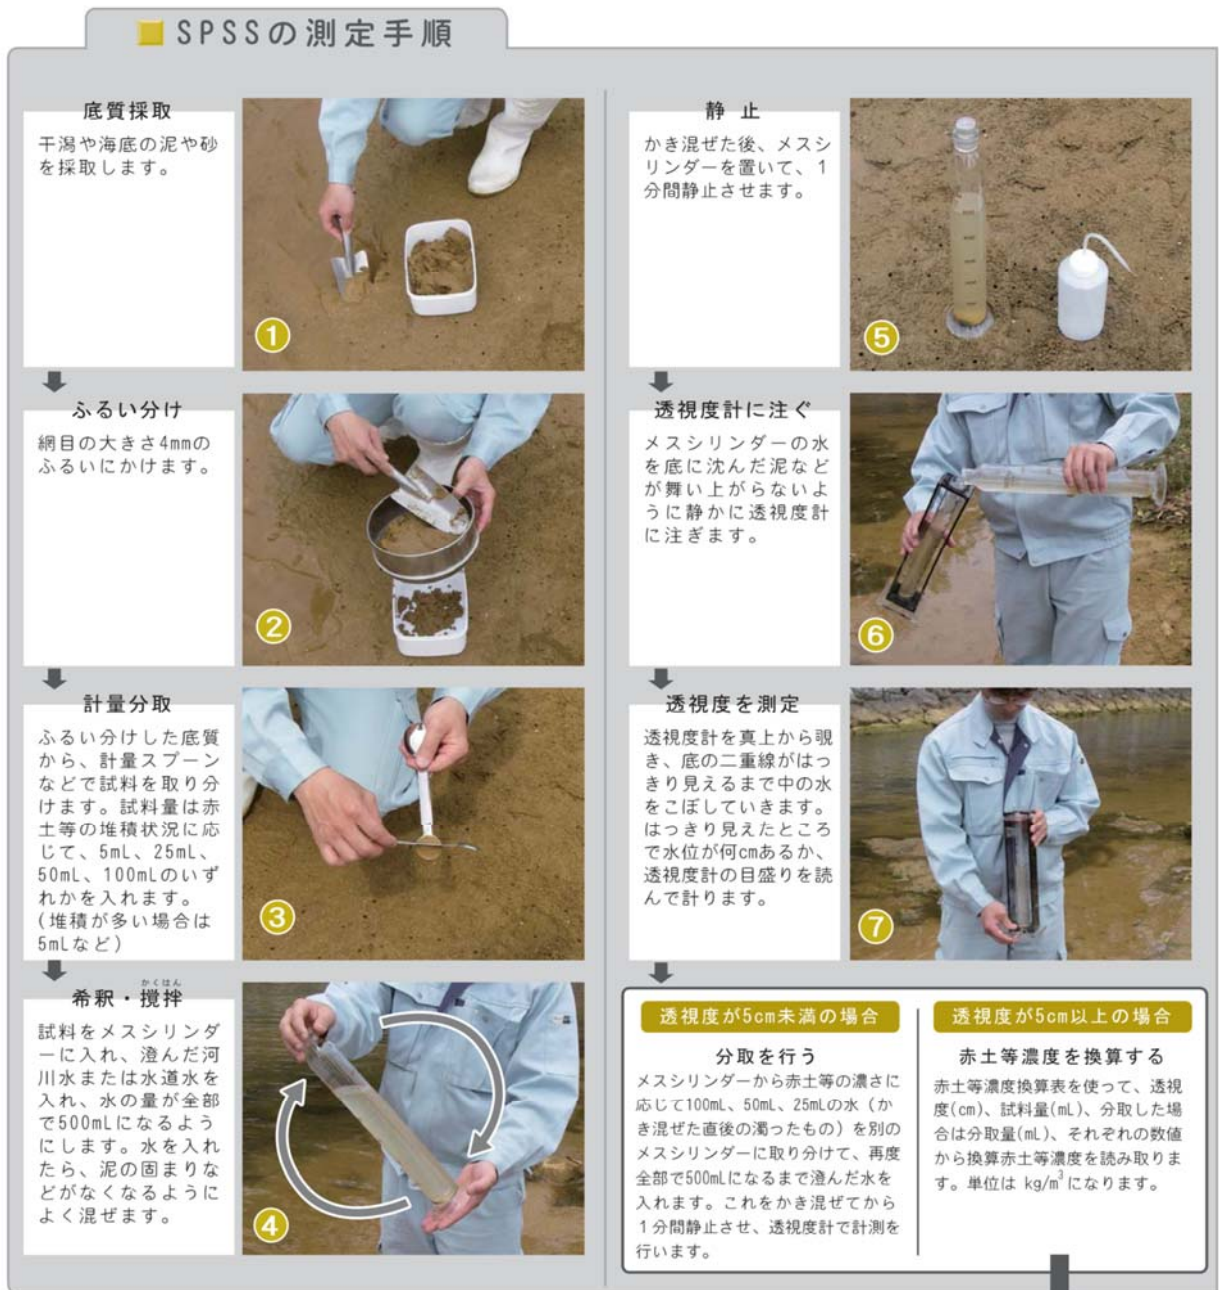 SPSSの測定手順
底質採取
干潟や海底の泥や砂
を採取します。
1
ふるい分け
網目の大きさ4mmの
ふるいにかけます。
2
計量分取
ふるい分けした底質
から、計量スプーン
などで試料を取り分
けます。試料量は赤
土等の堆積状況に応
じて、5mL、25mL、
50mL、100mLのいず
れかを入れます。
(堆積が多い場合は
5mLなど)
3
かくはん
希釈・撹拌
試料をメスシリンダ
ーに入れ、澄んだ河
川水または水道水を
入れ、水の量が全部
で500mLになるよう
にします。水を入れ
たら、泥の固まりな
どがなくなるように
よく混ぜます。
4
静 止
かき混ぜた後、メスシ
リンダーを置いて、1
分間静止させます。
5
透視度計に注ぐ
メスシリンダーの水
を底に沈んだ泥など
が舞い上がらないよ
うに静かに透視度計
に注ぎます。
6
透視度を測定
透視度計を真上から覗
き、底の二重線がはっ
きり見えるまで中の水
をこぼしていきます。
はっきり見えたところ
で水位が何cmあるか、
透視度計の目盛りを読
んで計ります。
7
透視度が5cm未満の場合
分取を行う
メスシリンダーから赤土等の濃さに
応じて100mL、50mL、25mLの水（か
き混ぜた直後の濁ったもの）を別の
メスシリンダーに取り分けて、再度
全部で500mLになるまで澄んだ水を
入れます。これをかき混ぜてから
1分間静止させ、透視度計で計測を
行います。
透視度が5cm以上の場合
赤土等濃度を換算する
赤土等濃度換算表を使って、透視
度(cm)、試料量(mL)、分取した場
合は分取量(mL)、それぞれの数値
から換算赤土等濃度を読み取りま
す。単位は kg/m³になります。